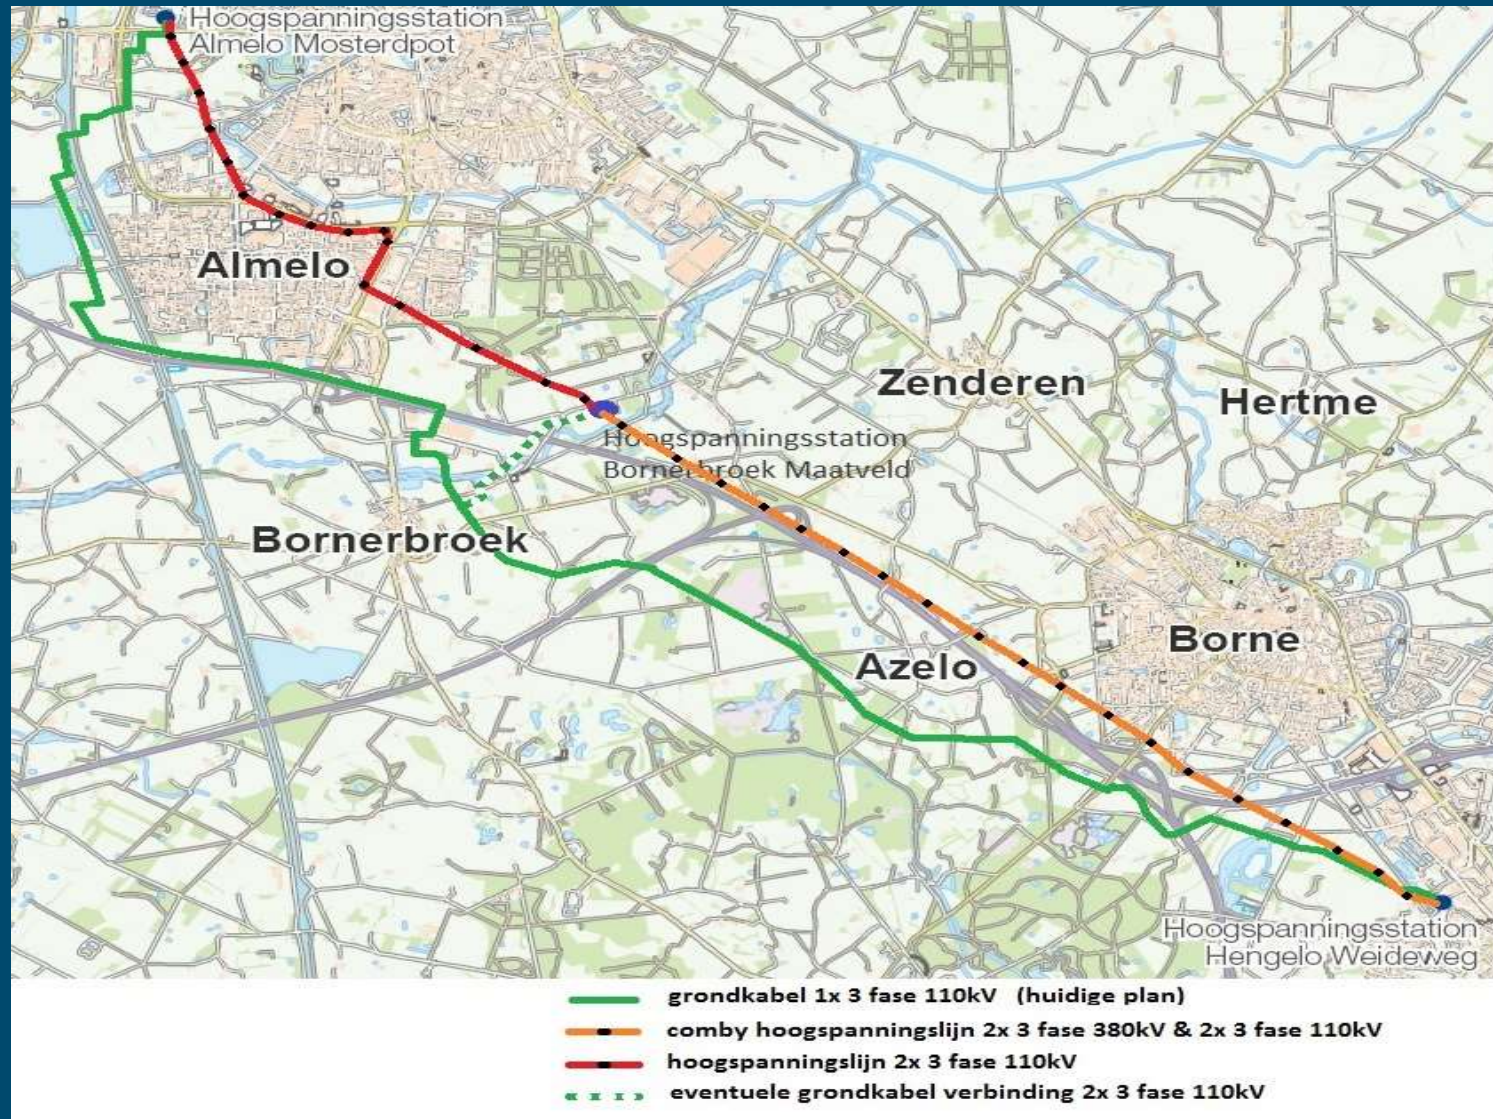 Hoogspanningsstation
Almelo Mosterdpot
Almelo
Zenderen
Hertme
Hoogspanningsstation
Bornerbroek Maatveld
Bornerbroek
Borne
Azelo
Hoogspanningsstation
Hengelo Weideweg
grondkabel 1x 3 fase 110kV (huidige plan)
comby hoogspanningslijn 2x 3 fase 380kV & 2x 3 fase 110kV
hoogspanningslijn 2x 3 fase 110kV
eventuele grondkabel verbinding 2x 3 fase 110kV